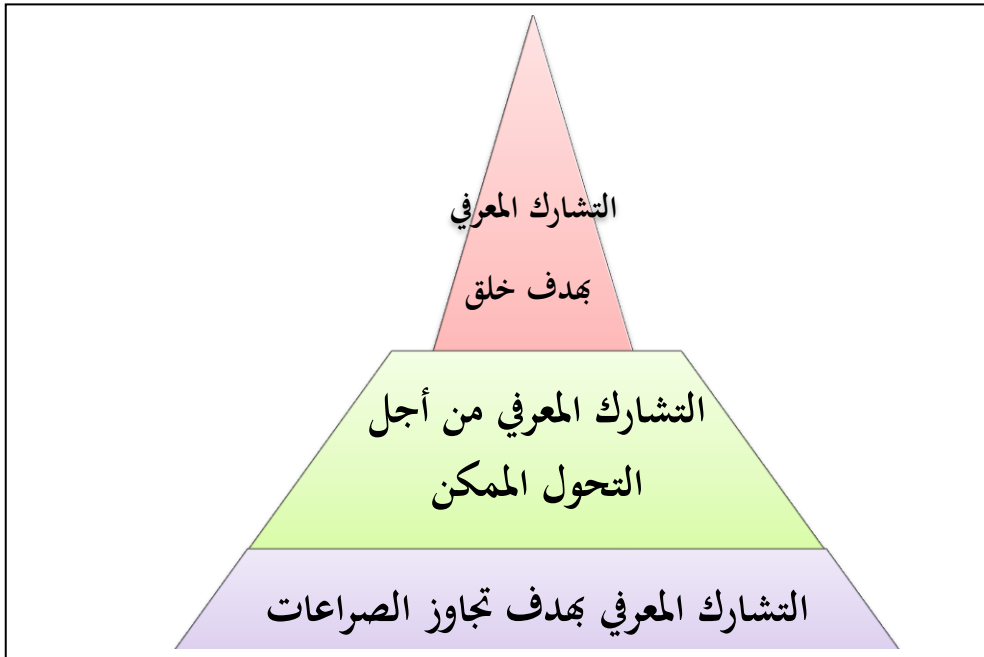 التشارك المعرفي
بهدف خلق
التشارك المعرفي من أجل
التحول الممكن
التشارك المعرفي بهدف تجاوز الصراعات